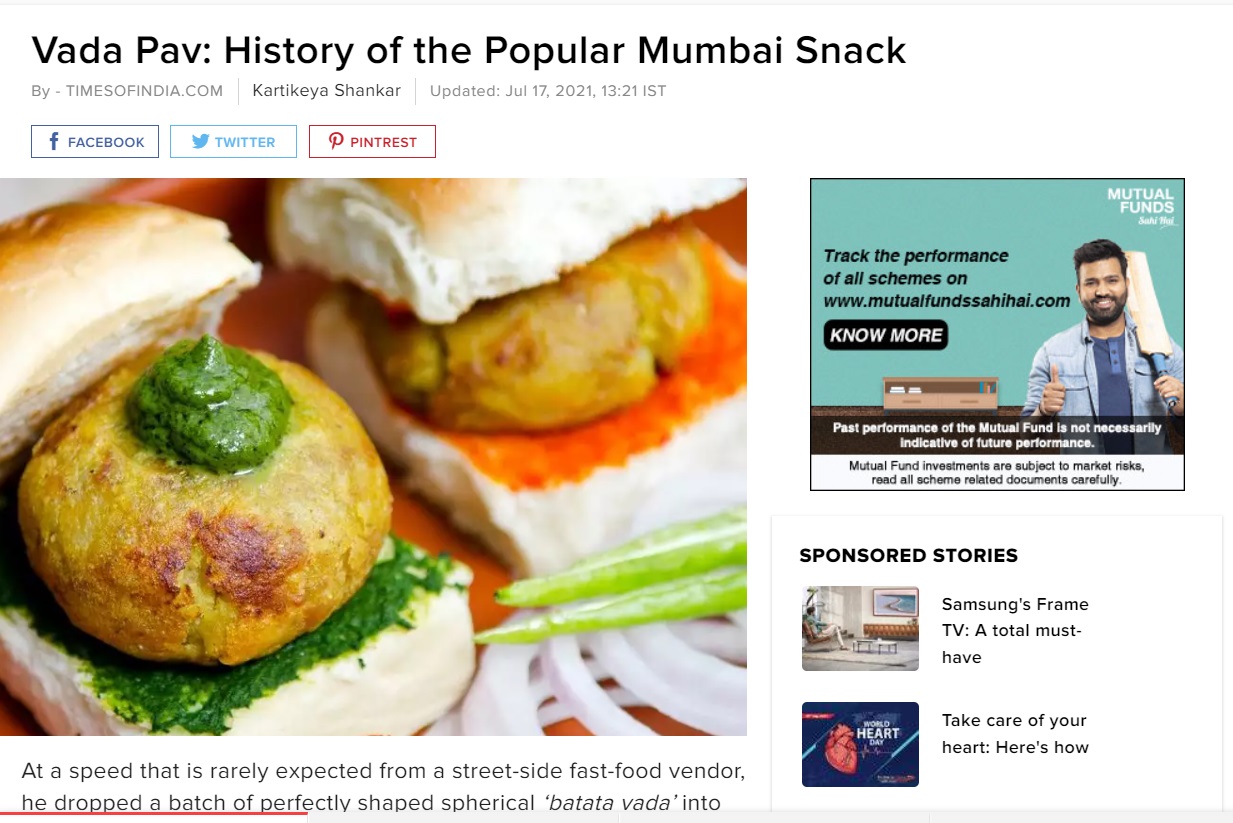 Vada Pav: History of the Popular Mumbai Snack
By - TIMESOFINDIA.COM Kartikeya Shankar Updated: Jul 17, 2021, 13:21 IST
FACEBOOK TWITTER PINTREST
MUTUAL
FUNDS
Sahi Hai
Track the performance
of all schemes on
www.mutualfundssahihai.com
KNOW MORE
Past performance of the Mutual Fund is not necessarily
indicative of future performance.
Mutual Fund investments are subject to market risks,
read all scheme related documents carefully.
SPONSORED STORIES
Samsung's Frame
TV: A total must-
have
WORLD
HEART
DAY
Take care of your
heart: Here's how
At a speed that is rarely expected from a street-side fast-food vendor,
he dropped a batch of perfectly shaped spherical ‘batata vada’ into